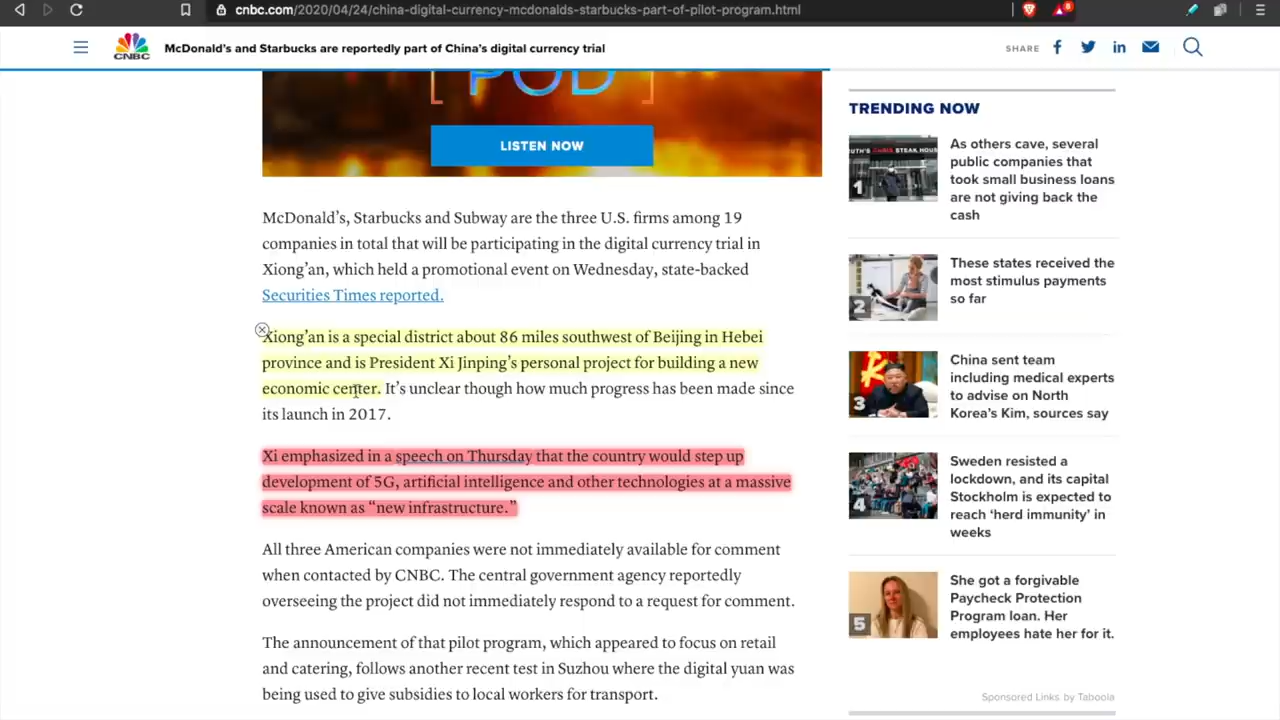 cnbc.com/2020/04/24/china-digital-currency-mcdonalds-starbucks-part-of-pilot-program.html
8
CNBC
McDonald's and Starbucks are reportedly part of China's digital currency trial
SHARE
POD
LISTEN NOW
McDonald's, Starbucks and Subway are the three U.S. firms among 19
companies in total that will be participating in the digital currency trial in
Xiong'an, which held a promotional event on Wednesday, state-backed
Securities Times reported.
Xiong'an is a special district about 86 miles southwest of Beijing in Hebei
province and is President Xi Jinping's personal project for building a new
economic center. It's unclear though how much progress has been made since
its launch in 2017.
Xi emphasized in a speech on Thursday that the country would step up
development of 5G, artificial intelligence and other technologies at a massive
scale known as “new infrastructure.”
All three American companies were not immediately available for comment
when contacted by CNBC. The central government agency reportedly
overseeing the project did not immediately respond to a request for comment.
The announcement of that pilot program, which appeared to focus on retail
and catering, follows another recent test in Suzhou where the digital yuan was
being used to give subsidies to local workers for transport.
TRENDING NOW
1
As others cave, several
public companies that
took small business loans
are not giving back the
cash
2
These states received the
most stimulus payments
so far
3
China sent team
including medical experts
to advise on North
Korea's Kim, sources say
4
Sweden resisted a
lockdown, and its capital
Stockholm is expected to
reach ‘herd immunity’ in
weeks
5
She got a forgivable
Paycheck Protection
Program loan. Her
employees hate her for it.
Sponsored Links by Taboola